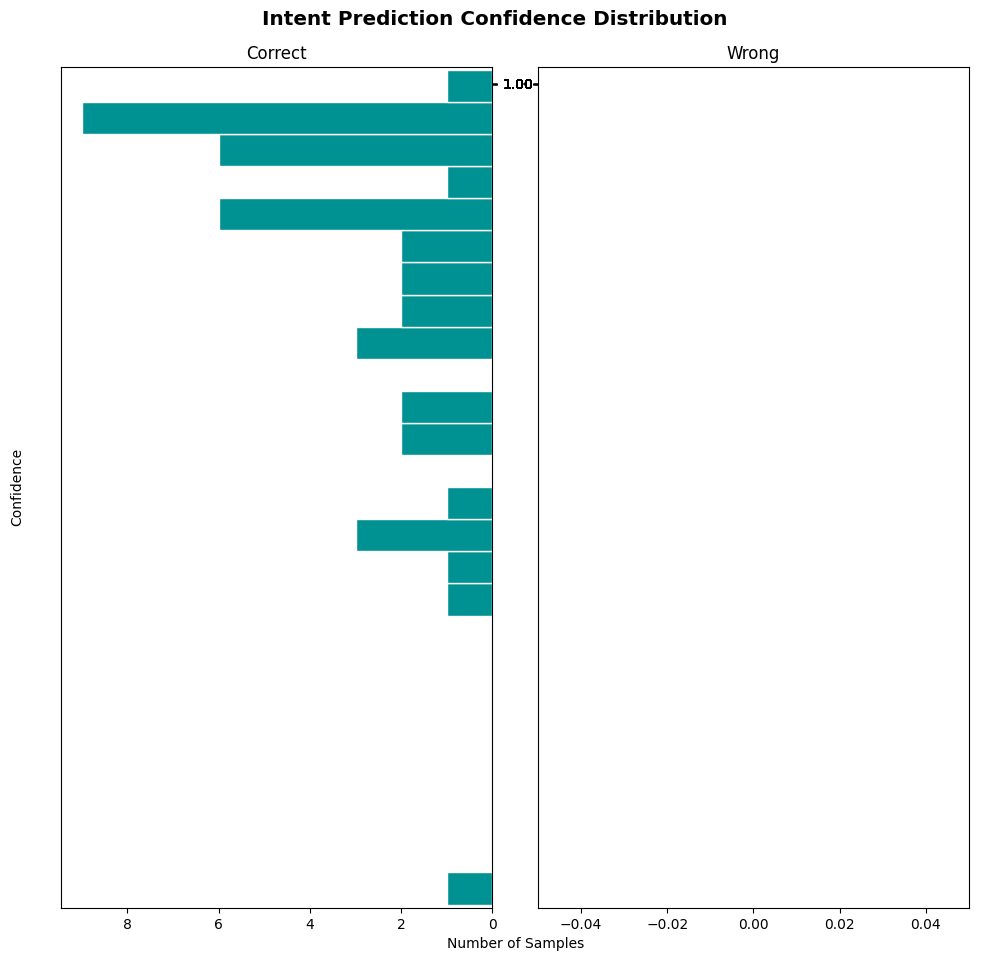 Intent Prediction Confidence Distribution
Correct
Wrong
1.00
Confidence
8 6 4 2 0
−0.04 −0.02 0.00 0.02 0.04
Number of Samples